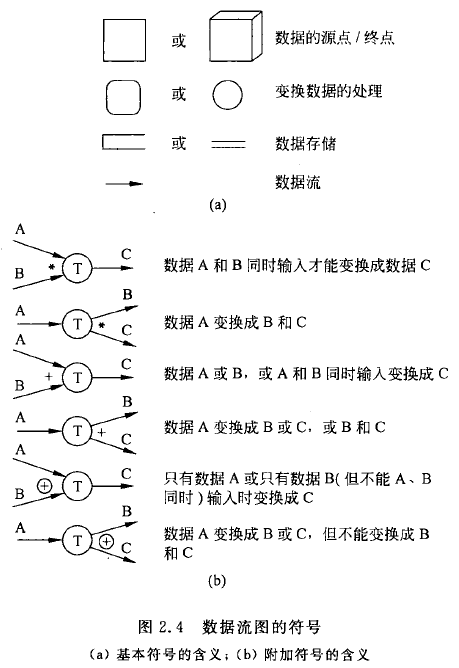 或 数据的源点/终点
或 变换数据的处理
或 数据存储
数据流
(a)
A
B * T C 数据 A 和 B 同时输入才能变换成数据 C
B
A T * C 数据 A 变换成 B 和 C
A
B + T C 数据 A 或 B，或 A 和 B 同时输入变换成 C
B
A T + C 数据 A 变换成 B 或 C，或 B 和 C
A
B ⊕ T C 只有数据 A 或只有数据 B(但不能 A、B
同时)输入时变换成 C
B
A T ⊕ C 数据 A 变换成 B 或 C，但不能变换成 B
和 C
(b)
图 2.4 数据流图的符号
(a) 基本符号的含义；(b) 附加符号的含义